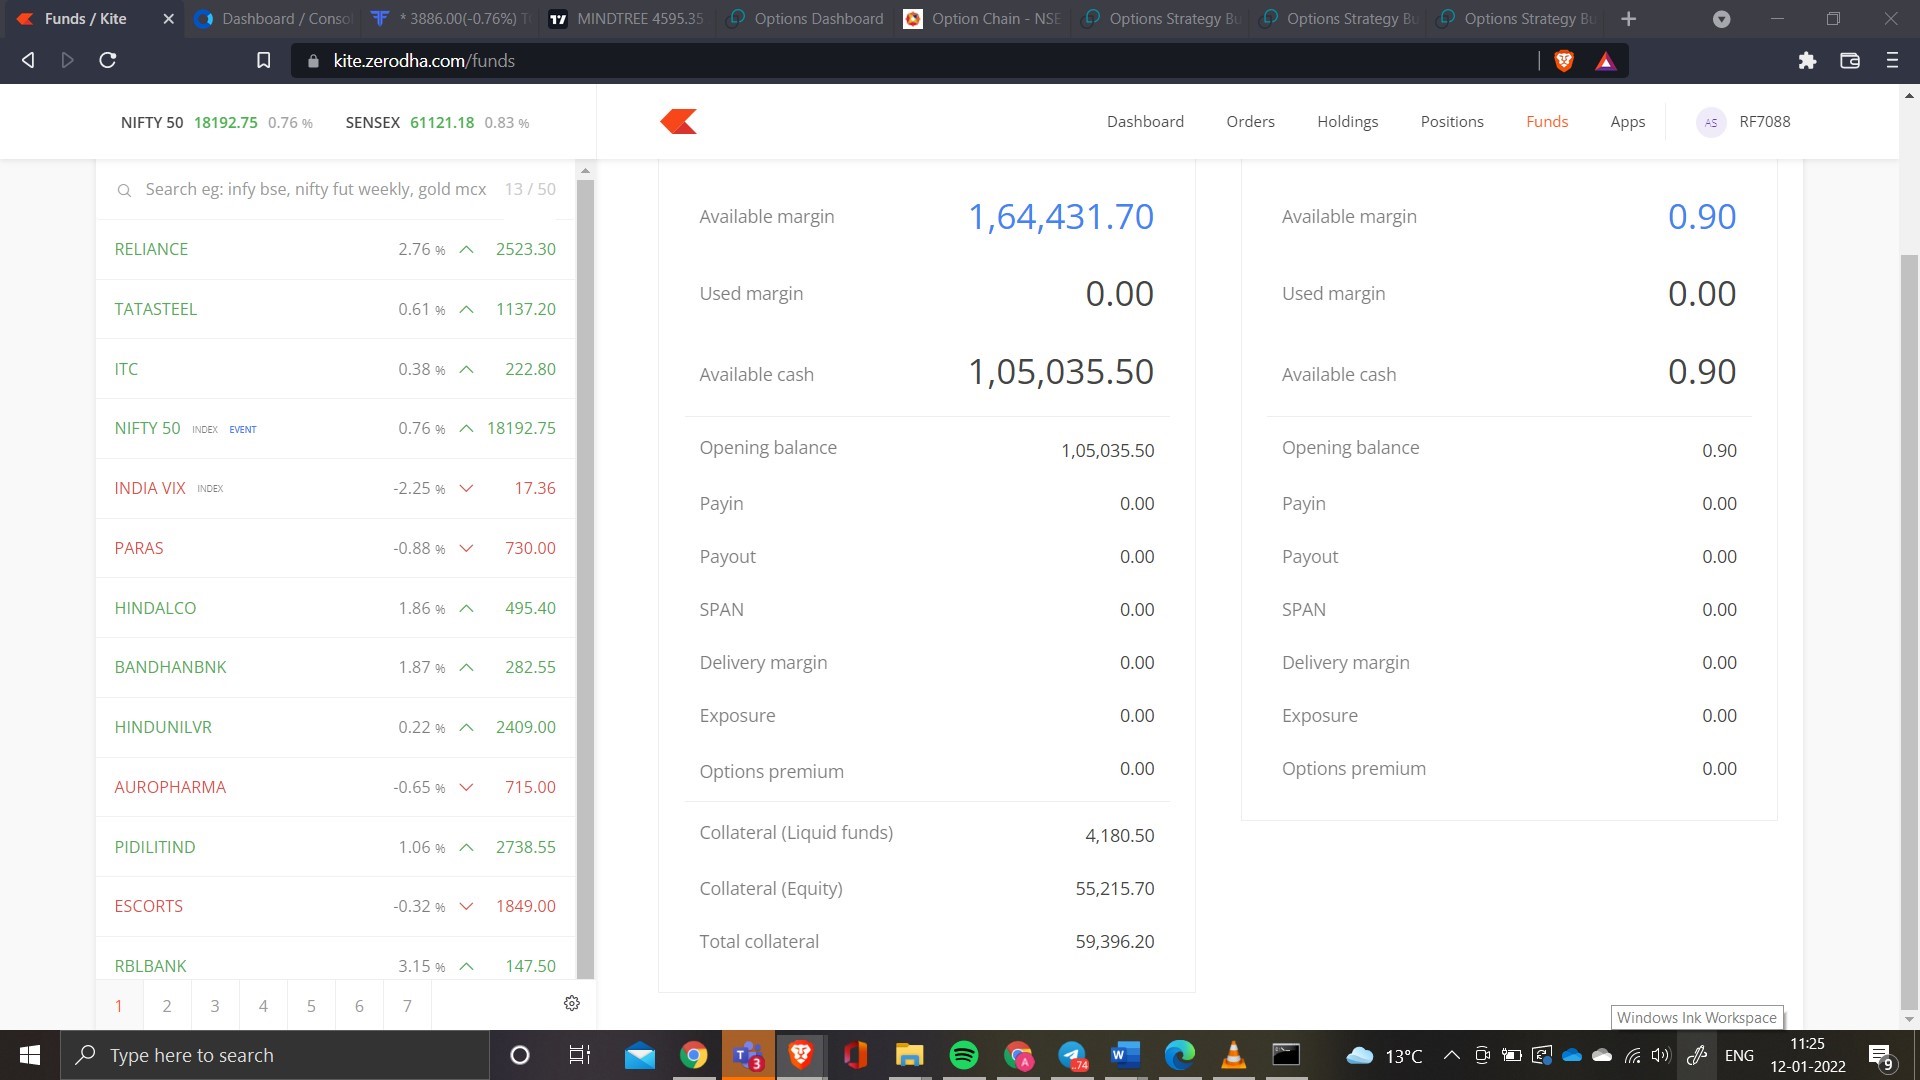 Funds / Kite
Dashboard / Consol
* 3886.00(-0.76%) T
MINDTREE 4595.35
Options Dashboard
Option Chain - NSE
Options Strategy Bu
Options Strategy Bu
Options Strategy Bu
kite.zerodha.com/funds
NIFTY 50 18192.75 0.76 % SENSEX 61121.18 0.83 %
Dashboard Orders Holdings Positions Funds Apps AS RF7088
Search eg: infy bse, nifty fut weekly, gold mcx 13 / 50
RELIANCE 2.76 % 2523.30
TATASTEEL 0.61 % 1137.20
ITC 0.38 % 222.80
NIFTY 50 INDEX EVENT 0.76 % 18192.75
INDIA VIX INDEX -2.25 % 17.36
PARAS -0.88 % 730.00
HINDALCO 1.86 % 495.40
BANDHANBNK 1.87 % 282.55
HINDUNILVR 0.22 % 2409.00
AUROPHARMA -0.65 % 715.00
PIDILITIND 1.06 % 2738.55
ESCORTS -0.32 % 1849.00
RBLBANK 3.15 % 147.50
1 2 3 4 5 6 7
Available margin 1,64,431.70
Used margin 0.00
Available cash 1,05,035.50
Opening balance 1,05,035.50
Payin 0.00
Payout 0.00
SPAN 0.00
Delivery margin 0.00
Exposure 0.00
Options premium 0.00
Collateral (Liquid funds) 4,180.50
Collateral (Equity) 55,215.70
Total collateral 59,396.20
Available margin 0.90
Used margin 0.00
Available cash 0.90
Opening balance 0.90
Payin 0.00
Payout 0.00
SPAN 0.00
Delivery margin 0.00
Exposure 0.00
Options premium 0.00
Windows Ink Workspace
Type here to search
3
A
74
W
13°C
ENG
11:25
12-01-2022
9